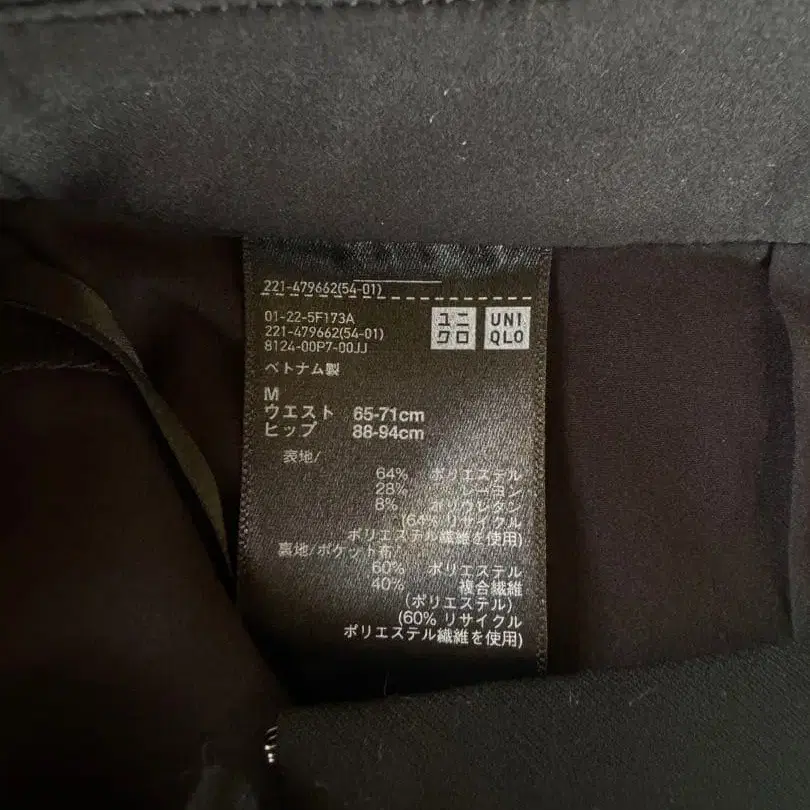 221-479662(54-01)
01-22-5F173A
221-479662(54-01)
8124-00P7-00JJ
ユニ
クロ
UNI
QLO
ベトナム製
M
ウエスト 65-71cm
ヒップ 88-94cm
表地/
64% ポリエステル
28% レーヨン
8% ポリウレタン
(64% リサイクル
ポリエステル繊維を使用)
裏地/ポケット布/
60% ポリエステル
40% 複合繊維
(ポリエステル)
(60% リサイクル
ポリエステル繊維を使用)